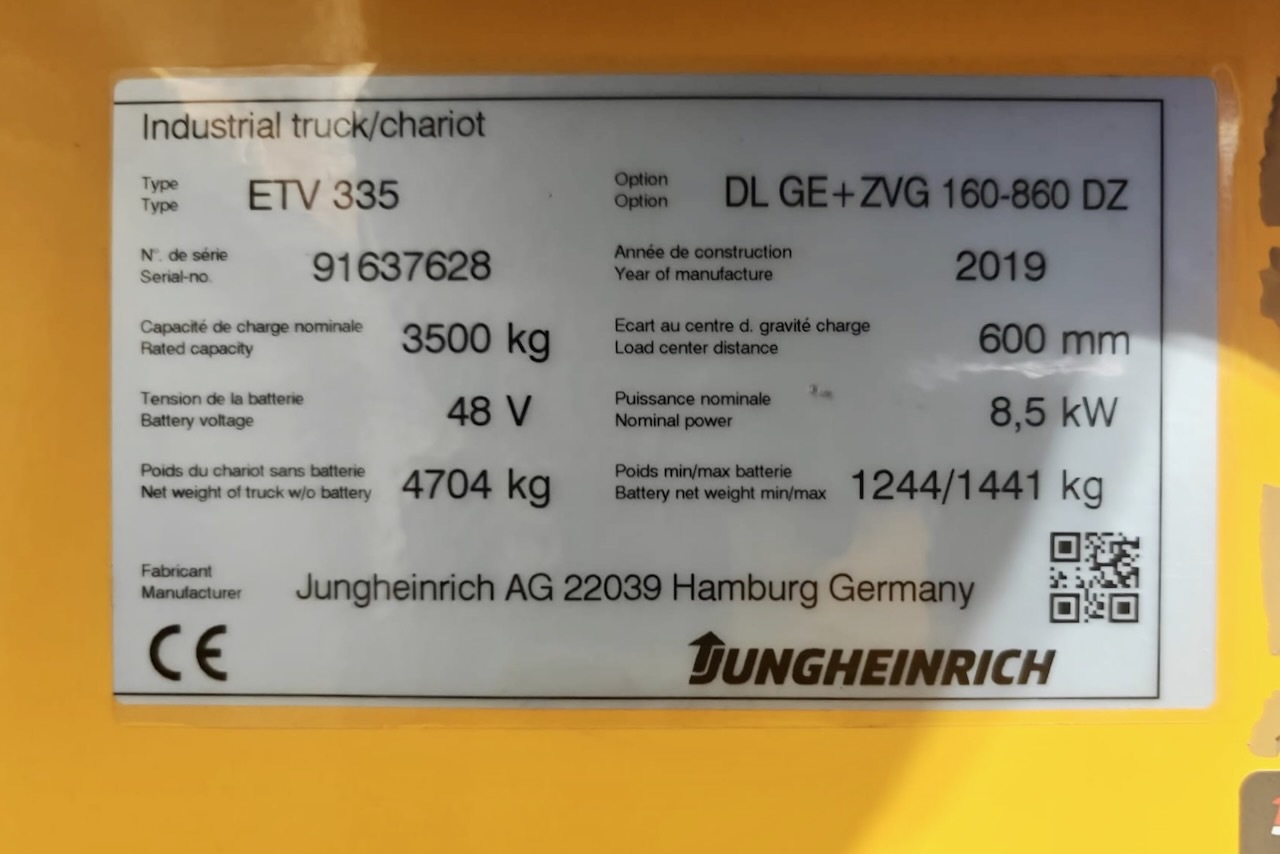 Industrial truck/chariot
Type
Type
ETV 335
Option
Option
DL GE+ZVG 160-860 DZ
N°. de série
Serial-no.
91637628
Année de construction
Year of manufacture
2019
Capacité de charge nominale
Rated capacity
3500 kg
Ecart au centre d. gravité charge
Load center distance
600 mm
Tension de la batterie
Battery voltage
48 V
Puissance nominale
Nominal power
8,5 kW
Poids du chariot sans batterie
Net weight of truck w/o battery
4704 kg
Poids min/max batterie
Battery net weight min/max
1244/1441 kg
Fabricant
Manufacturer
Jungheinrich AG 22039 Hamburg Germany
CE
JUNGHEINRICH